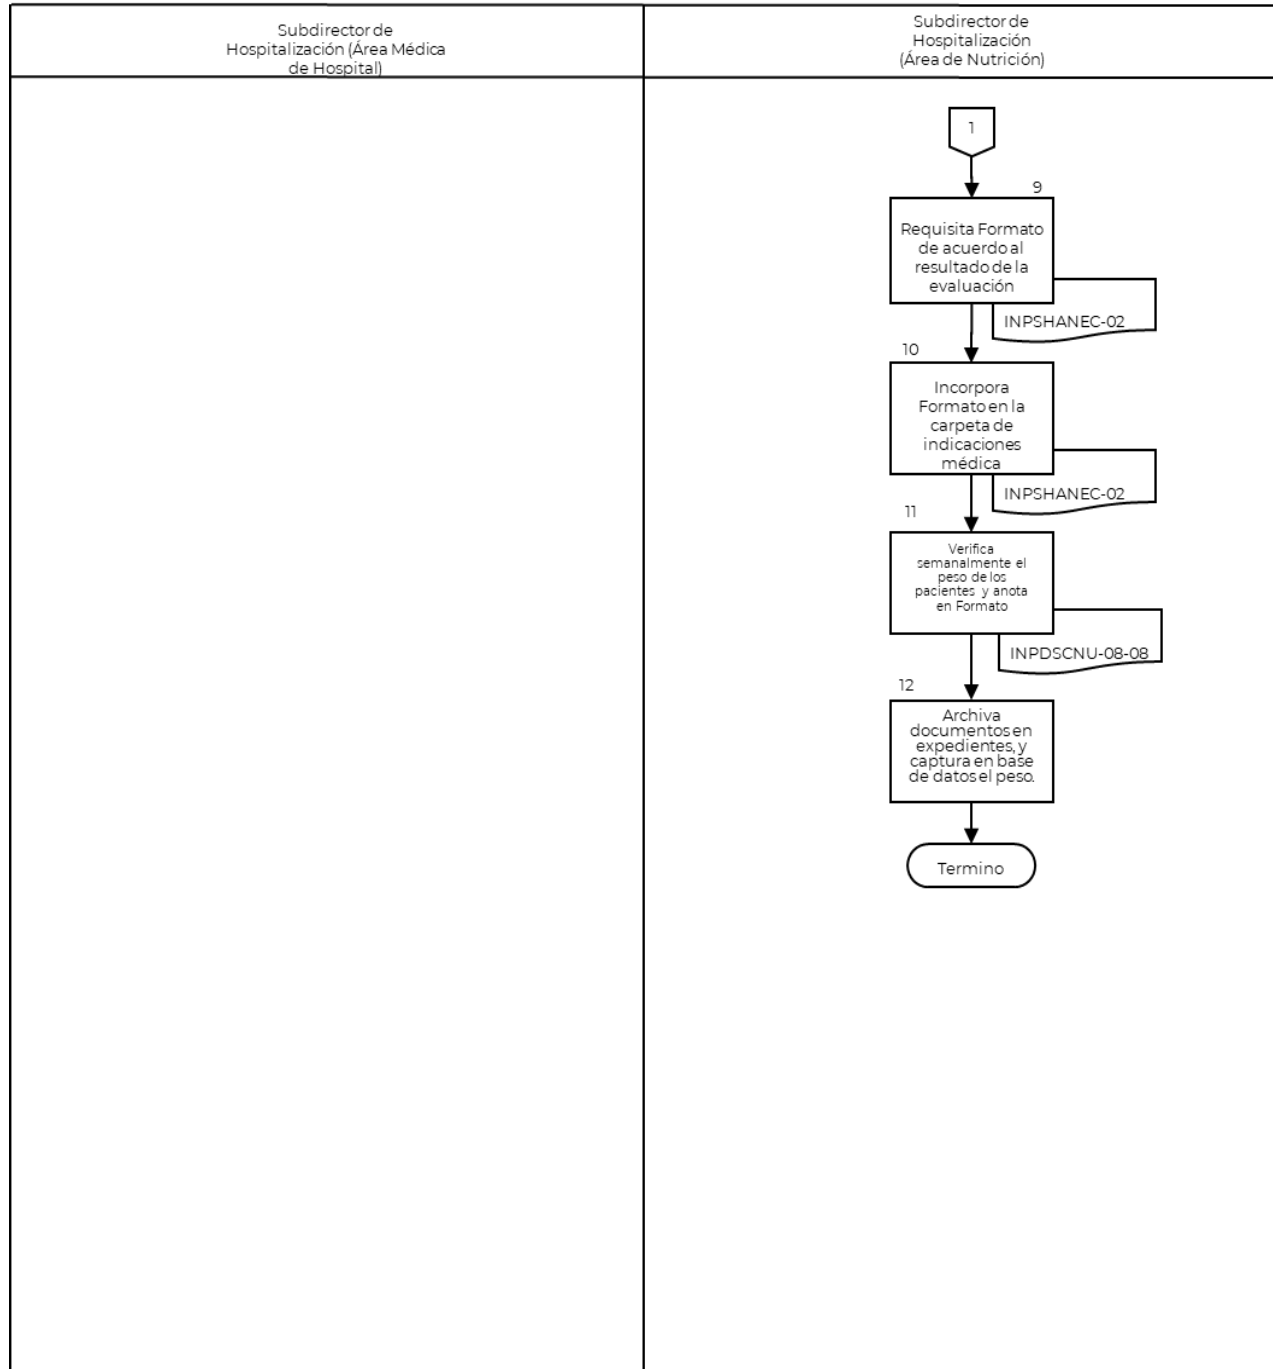 Subdirector de
Hospitalización (Área Médica
de Hospital)
Subdirector de
Hospitalización
(Área de Nutrición)
1
9
Requisita Formato
de acuerdo al
resultado de la
evaluación
INPSHANEC-02
10
Incorpora
Formato en la
carpeta de
indicaciones
médica
INPSHANEC-02
11
Verifica
semanalmente el
peso de los
pacientes y anota
en Formato
INPDSCNU-08-08
12
Archiva
documentos en
expedientes, y
captura en base
de datos el peso.
Termino